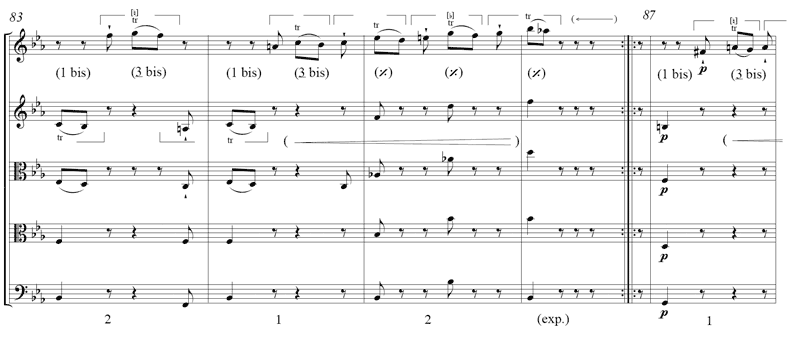 83 [♮] tr tr tr [♮] tr 87 [♮] tr
(1 bis) (3 bis) (1 bis) (3 bis) (٪) (٪) (٪) (1 bis) p (3 bis)
tr tr ( ) p (
p
p
p
2 1 2 (exp.) 1